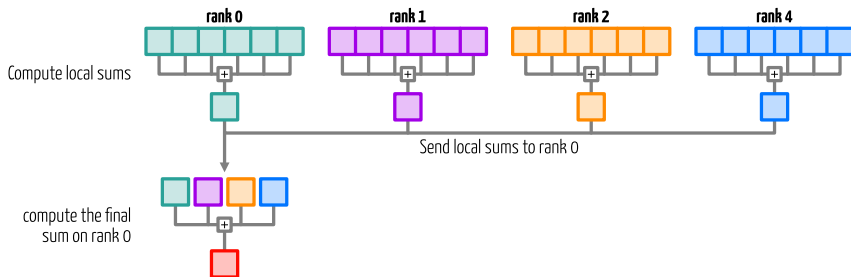 rank 0 rank 1 rank 2 rank 4
Compute local sums
+ + + +
Send local sums to rank 0
compute the final
sum on rank 0
+